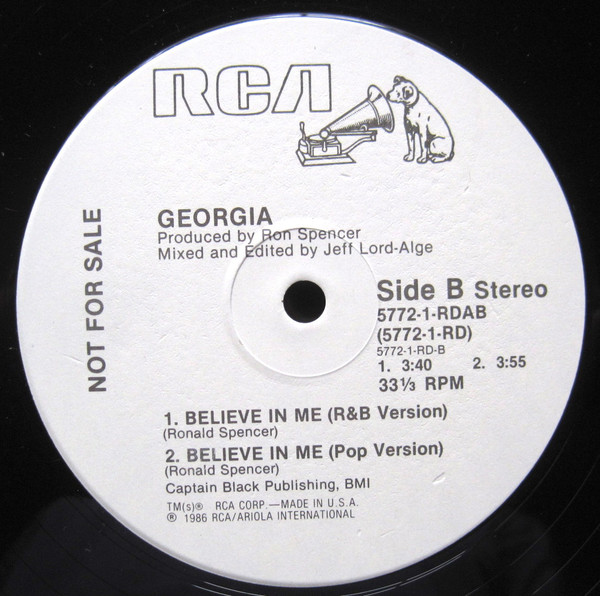 RCA
NOT FOR SALE
GEORGIA
Produced by Ron Spencer
Mixed and Edited by Jeff Lord-Alge
Side B Stereo
5772-1-RDAB
(5772-1-RD)
5772-1-RD-B
1. 3:40 2. 3:55
33⅓ RPM
1. BELIEVE IN ME (R&B Version)
(Ronald Spencer)
2. BELIEVE IN ME (Pop Version)
(Ronald Spencer)
Captain Black Publishing, BMI
TM(s)® RCA CORP.—MADE IN U.S.A.
℗ 1986 RCA/ARIOLA INTERNATIONAL